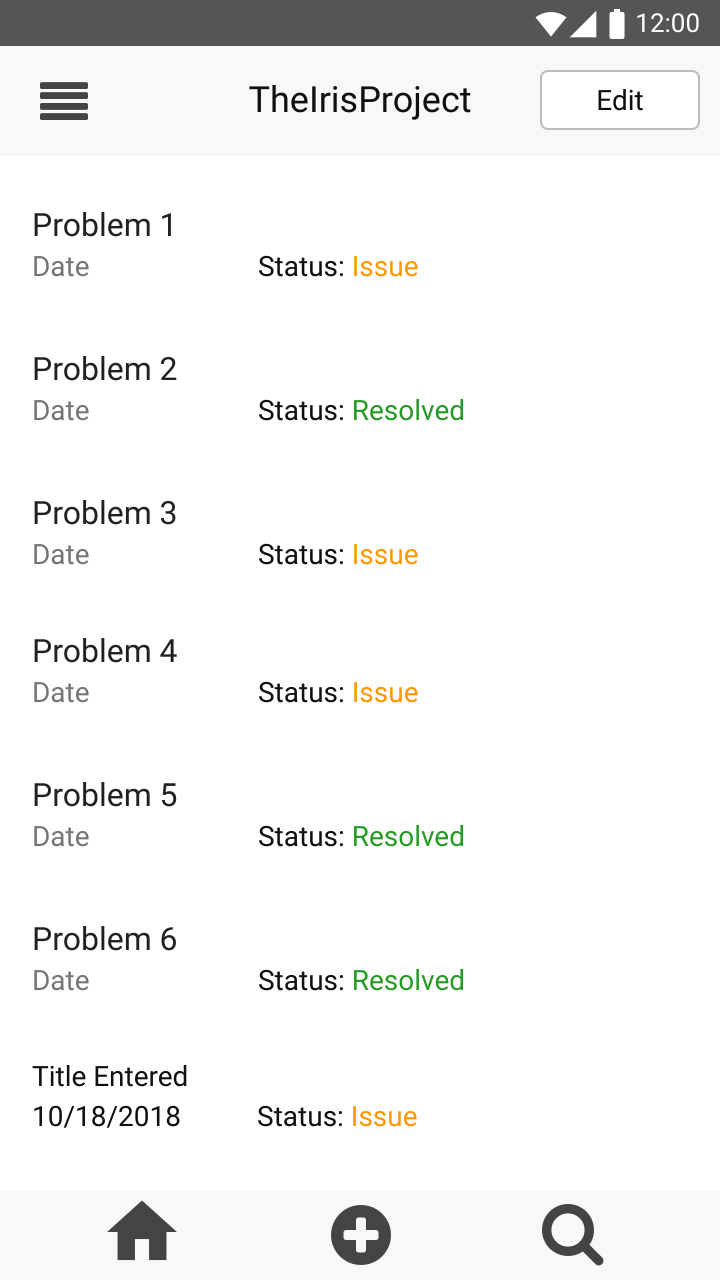 12:00
TheIrisProject Edit
Problem 1
Date Status: Issue
Problem 2
Date Status: Resolved
Problem 3
Date Status: Issue
Problem 4
Date Status: Issue
Problem 5
Date Status: Resolved
Problem 6
Date Status: Resolved
Title Entered
10/18/2018 Status: Issue